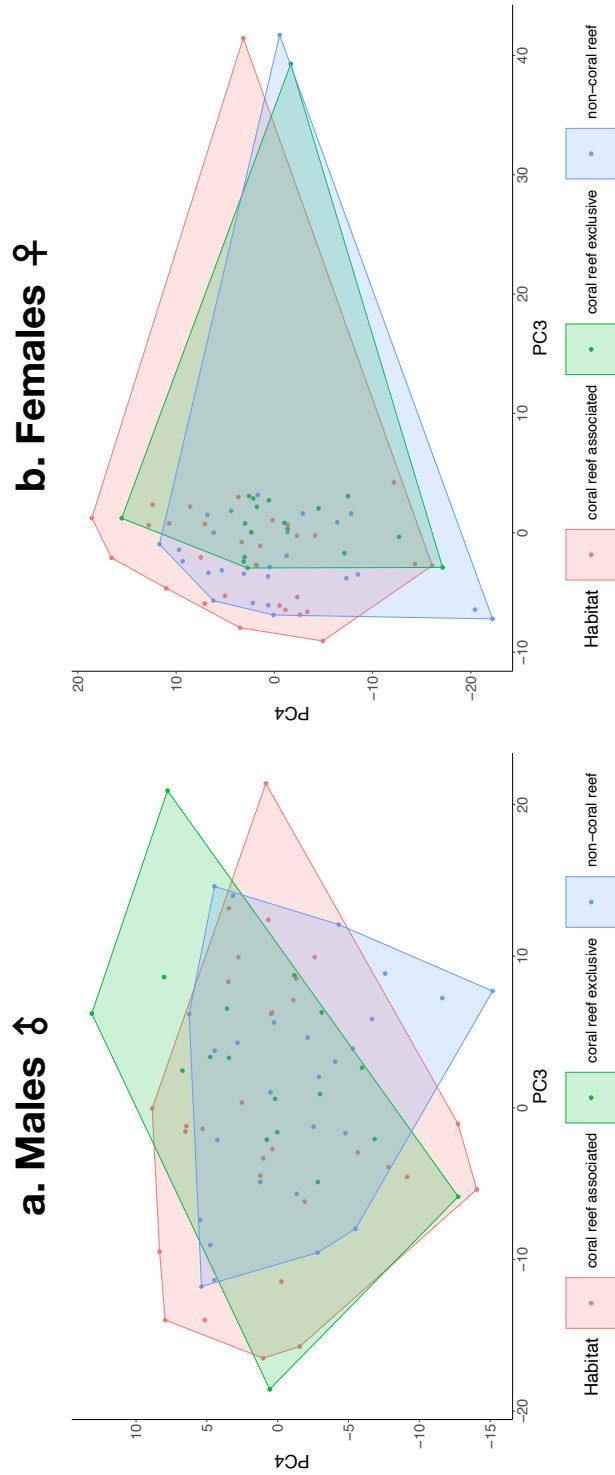 a. Males ♂
PC4
10
5
0
−5
−10
−15
−20
−10
0
10
20
PC3
Habitat
coral reef associated
coral reef exclusive
non−coral reef
b. Females ♀
PC4
20
10
0
−10
−20
−10
0
10
20
30
40
PC3
Habitat
coral reef associated
coral reef exclusive
non−coral reef